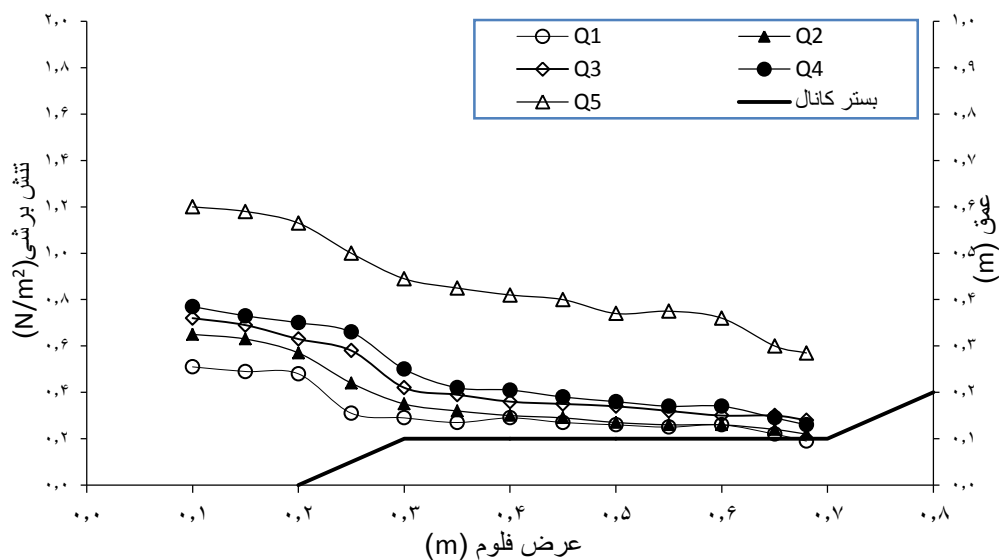 Q1
Q2
Q3
Q4
Q5
بستر کانال
۲٫۰
۱٫۸
۱٫۶
۱٫۴
۱٫۲
۱٫۰
۰٫۸
۰٫۶
۰٫۴
۰٫۲
۰٫۰
تنش برشی(N/m²)
۱٫۰
۰٫۹
۰٫۸
۰٫۷
۰٫۶
۰٫۵
۰٫۴
۰٫۳
۰٫۲
۰٫۱
۰٫۰
عمق (m)
۰٫۰ ۰٫۱ ۰٫۲ ۰٫۳ ۰٫۴ ۰٫۵ ۰٫۶ ۰٫۷ ۰٫۸
عرض فلوم (m)